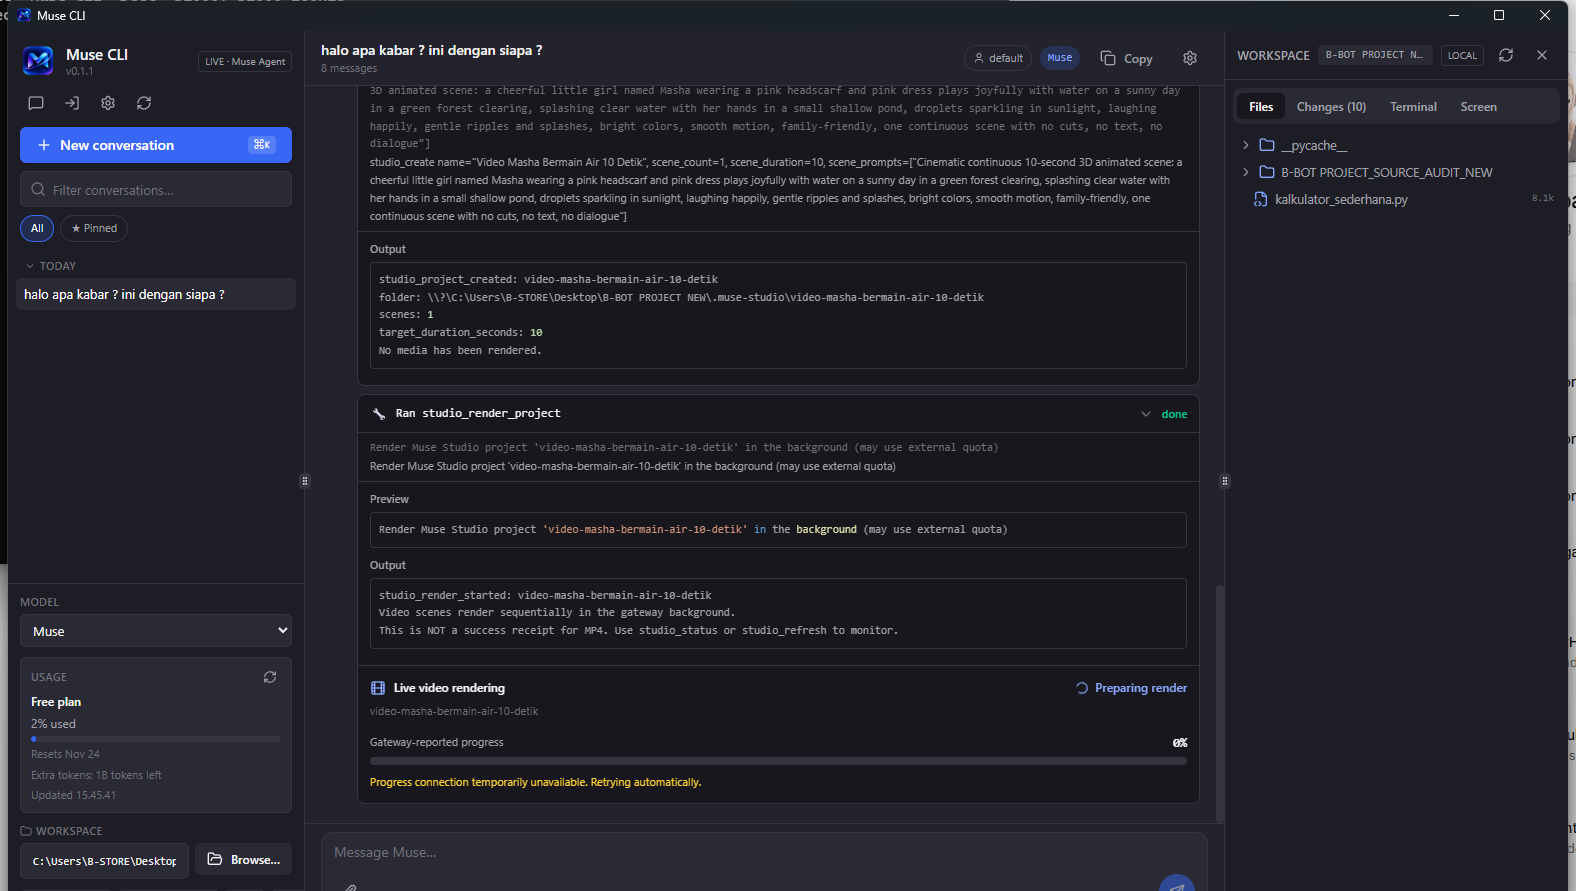 Muse CLI
Muse CLI
v0.1.1
LIVE · Muse Agent
+ New conversation ⌘K
Filter conversations...
All
★ Pinned
TODAY
halo apa kabar ? ini dengan siapa ?
MODEL
Muse
USAGE
Free plan
2% used
Resets Nov 24
Extra tokens: 1B tokens left
Updated 15.45.41
WORKSPACE
C:\Users\B-STORE\Desktop
Browse...
halo apa kabar ? ini dengan siapa ?
8 messages
default
Muse
Copy
3D animated scene: a cheerful little girl named Masha wearing a pink headscarf and pink dress plays joyfully with water on a sunny day
in a green forest clearing, splashing clear water with her hands in a small shallow pond, droplets sparkling in sunlight, laughing
happily, gentle ripples and splashes, bright colors, smooth motion, family-friendly, one continuous scene with no cuts, no text, no
dialogue"]
studio_create name="Video Masha Bermain Air 10 Detik", scene_count=1, scene_duration=10, scene_prompts=["Cinematic continuous 10-second 3D animated scene: a
cheerful little girl named Masha wearing a pink headscarf and pink dress plays joyfully with water on a sunny day in a green forest clearing, splashing clear water with
her hands in a small shallow pond, droplets sparkling in sunlight, laughing happily, gentle ripples and splashes, bright colors, smooth motion, family-friendly, one
continuous scene with no cuts, no text, no dialogue"]
Output
studio_project_created: video-masha-bermain-air-10-detik
folder: \\?\C:\Users\B-STORE\Desktop\B-BOT PROJECT NEW\.muse-studio\video-masha-bermain-air-10-detik
scenes: 1
target_duration_seconds: 10
No media has been rendered.
Ran studio_render_project
done
Render Muse Studio project 'video-masha-bermain-air-10-detik' in the background (may use external quota)
Render Muse Studio project 'video-masha-bermain-air-10-detik' in the background (may use external quota)
Preview
Render Muse Studio project 'video-masha-bermain-air-10-detik' in the background (may use external quota)
Output
studio_render_started: video-masha-bermain-air-10-detik
Video scenes render sequentially in the gateway background.
This is NOT a success receipt for MP4. Use studio_status or studio_refresh to monitor.
Live video rendering
Preparing render
video-masha-bermain-air-10-detik
Gateway-reported progress
0%
Progress connection temporarily unavailable. Retrying automatically.
Message Muse...
WORKSPACE
B-BOT PROJECT N...
LOCAL
Files
Changes (10)
Terminal
Screen
__pycache__
B-BOT PROJECT_SOURCE_AUDIT_NEW
kalkulator_sederhana.py
8.1k